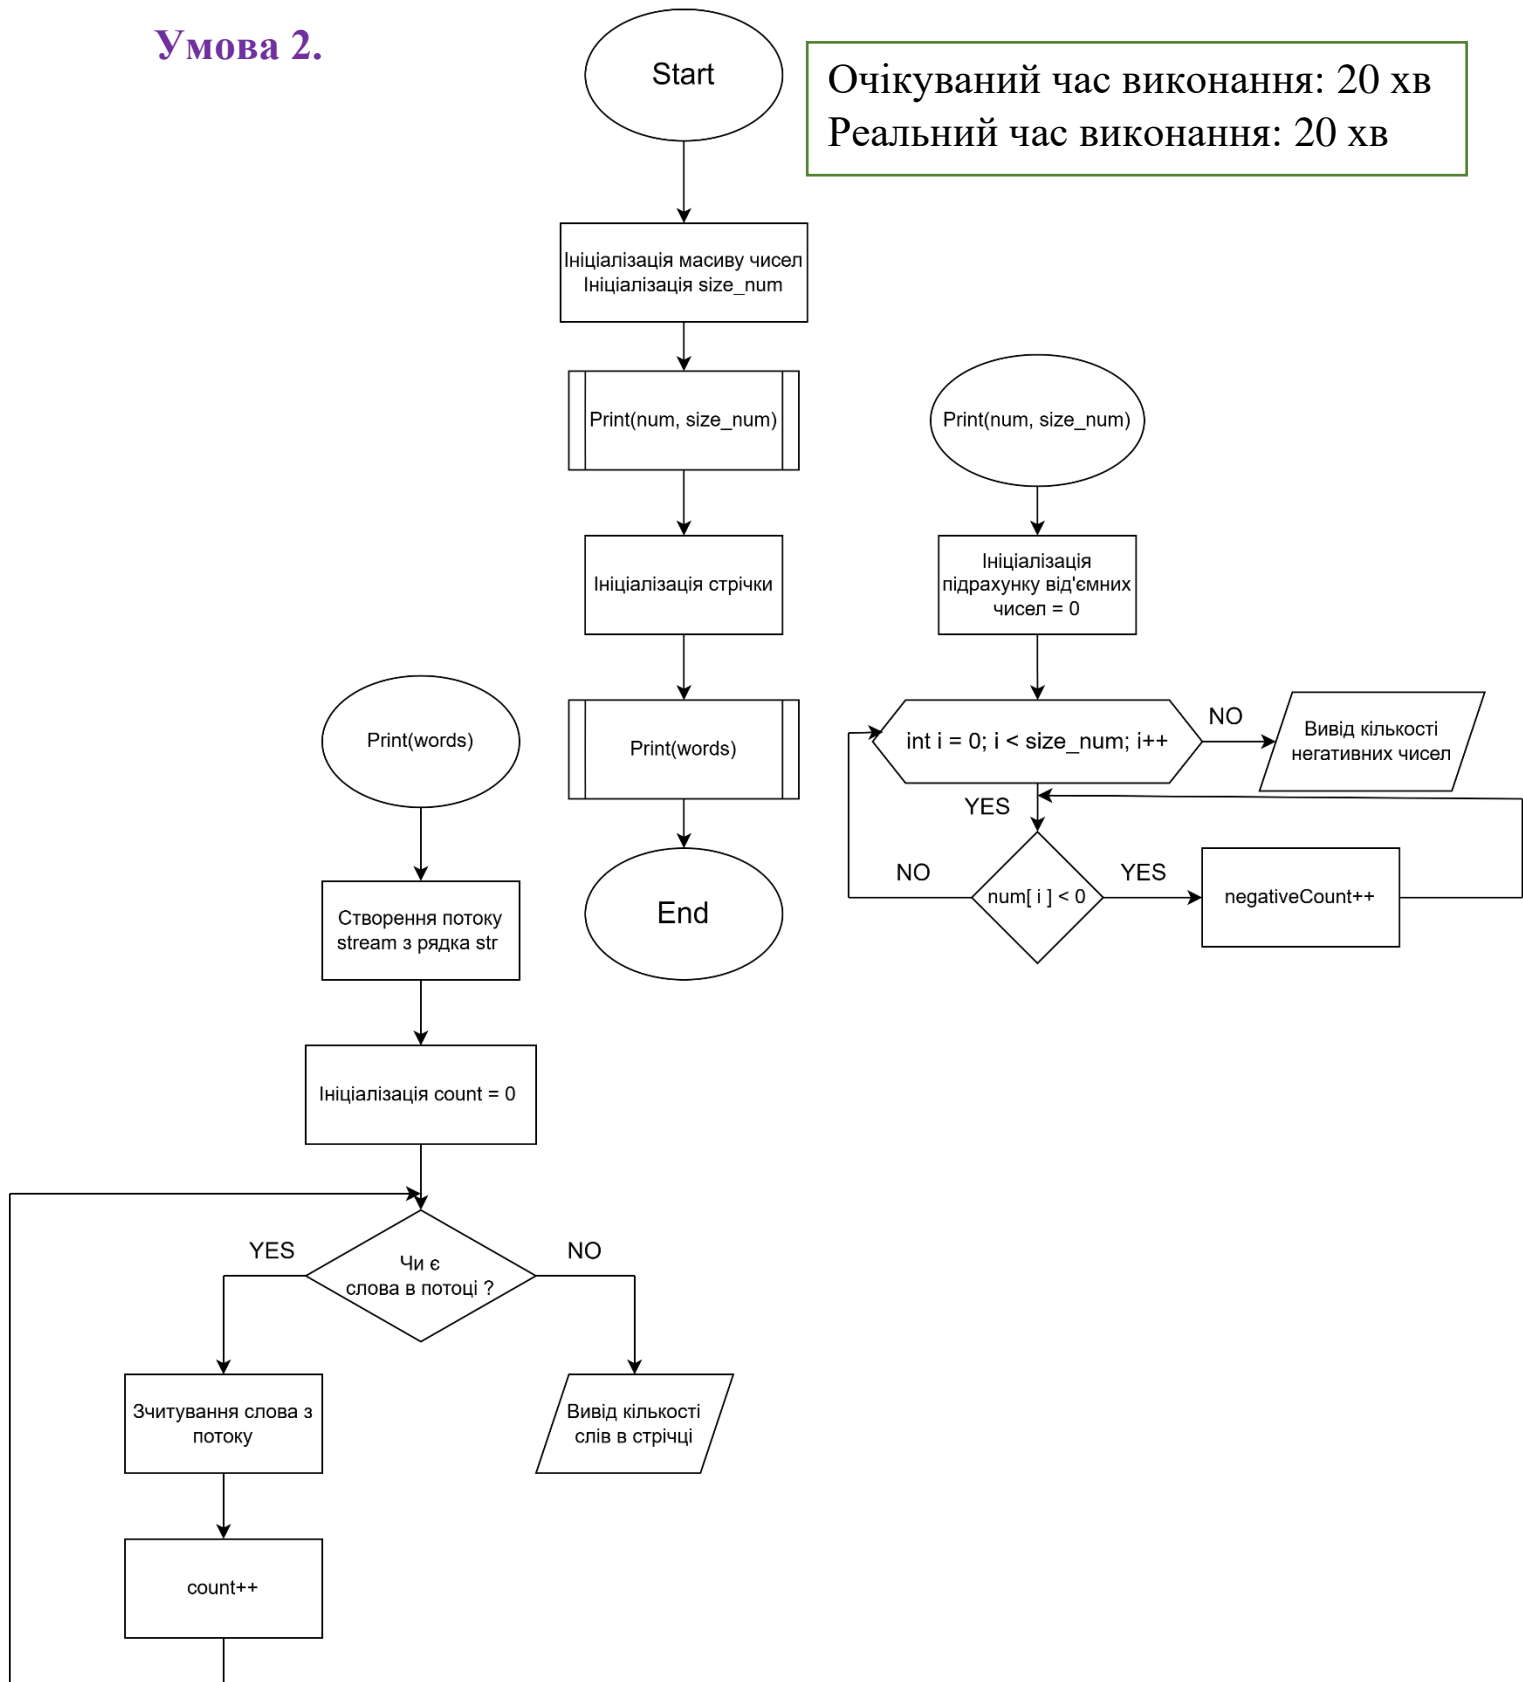 Умова 2.
Start
Очікуваний час виконання: 20 хв
Реальний час виконання: 20 хв
Ініціалізація масиву чисел
Ініціалізація size_num
Print(num, size_num)
Ініціалізація стрічки
Print(words)
End
Print(num, size_num)
Ініціалізація
підрахунку від'ємних
чисел = 0
int i = 0; i < size_num; i++
NO
Вивід кількості
негативних чисел
YES
NO
num[ i ] < 0
YES
negativeCount++
Print(words)
Створення потоку
stream з рядка str
Ініціалізація count = 0
YES
Чи є
слова в потоці ?
NO
Зчитування слова з
потоку
Вивід кількості
слів в стрічці
count++